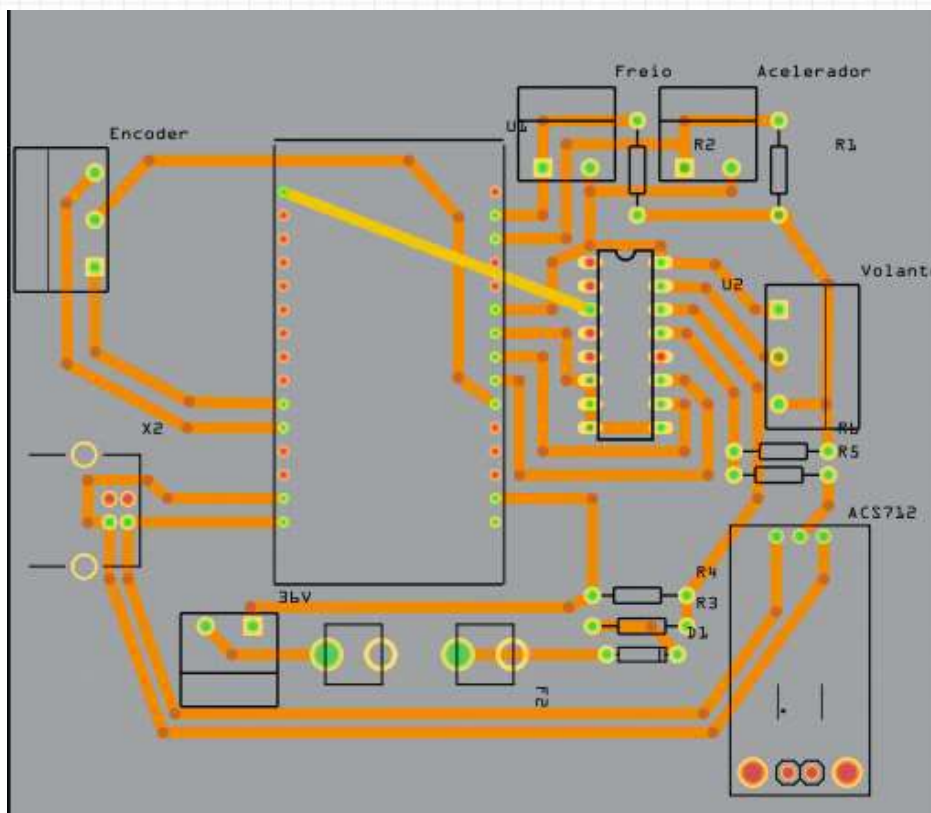 Freio
Acelerador
Encoder
U1
R2
R1
Volante
U2
X2
R6
R5
ACS712
R4
36V
R3
D1
F2